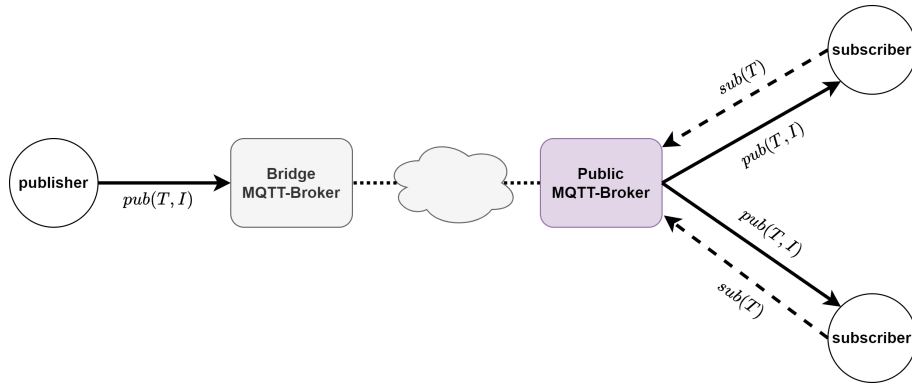 subscriber
sub(T)
pub(T, I)
publisher
pub(T, I)
Bridge
MQTT-Broker
Public
MQTT-Broker
pub(T, I)
sub(T)
subscriber